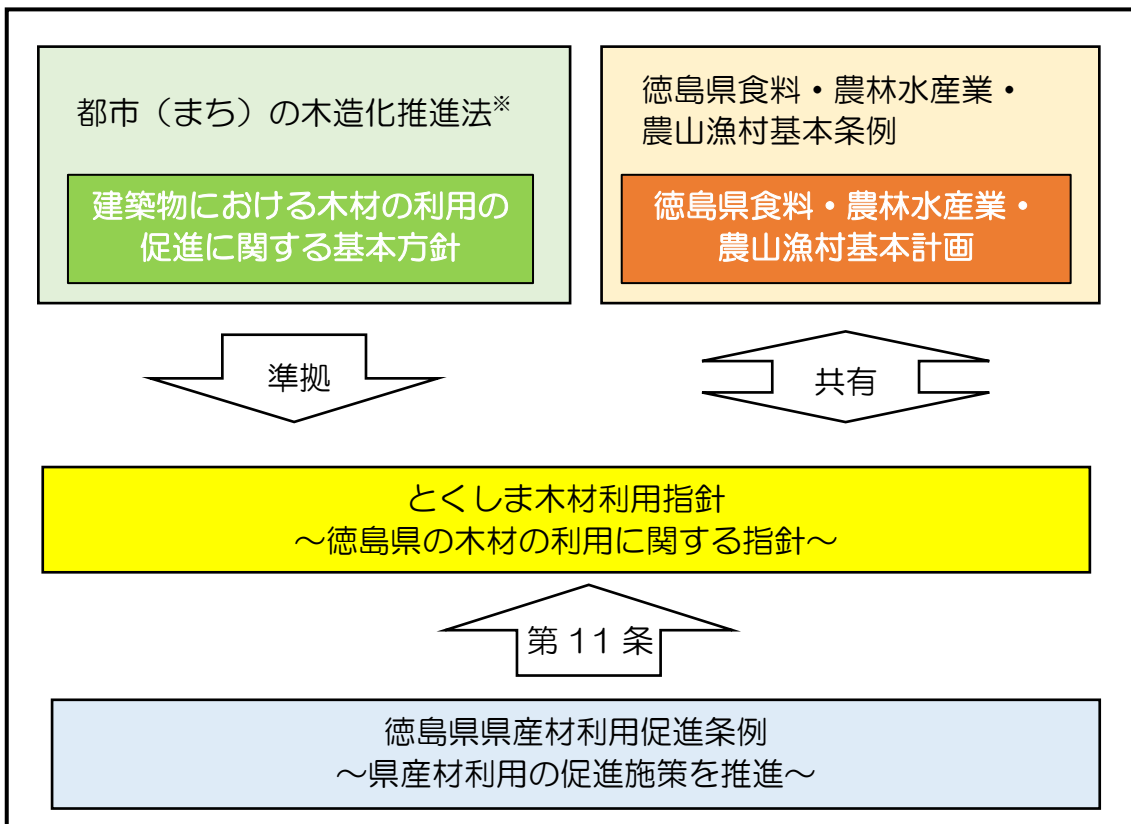 都市（まち）の木造化推進法※
建築物における木材の利用の
促進に関する基本方針
徳島県食料・農林水産業・
農山漁村基本条例
徳島県食料・農林水産業・
農山漁村基本計画
準拠
共有
とくしま木材利用指針
～徳島県の木材の利用に関する指針～
第 11 条
徳島県県産材利用促進条例
～県産材利用の促進施策を推進～